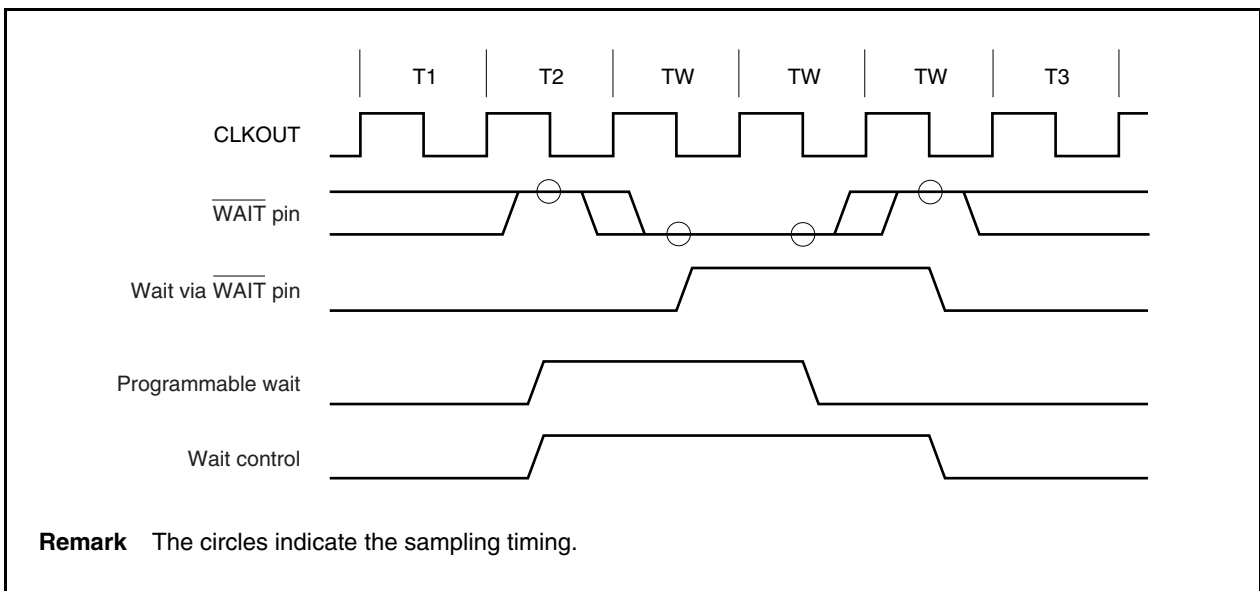 T1 T2 TW TW TW T3
CLKOUT
WAIT pin
Wait via WAIT pin
Programmable wait
Wait control
Remark The circles indicate the sampling timing.